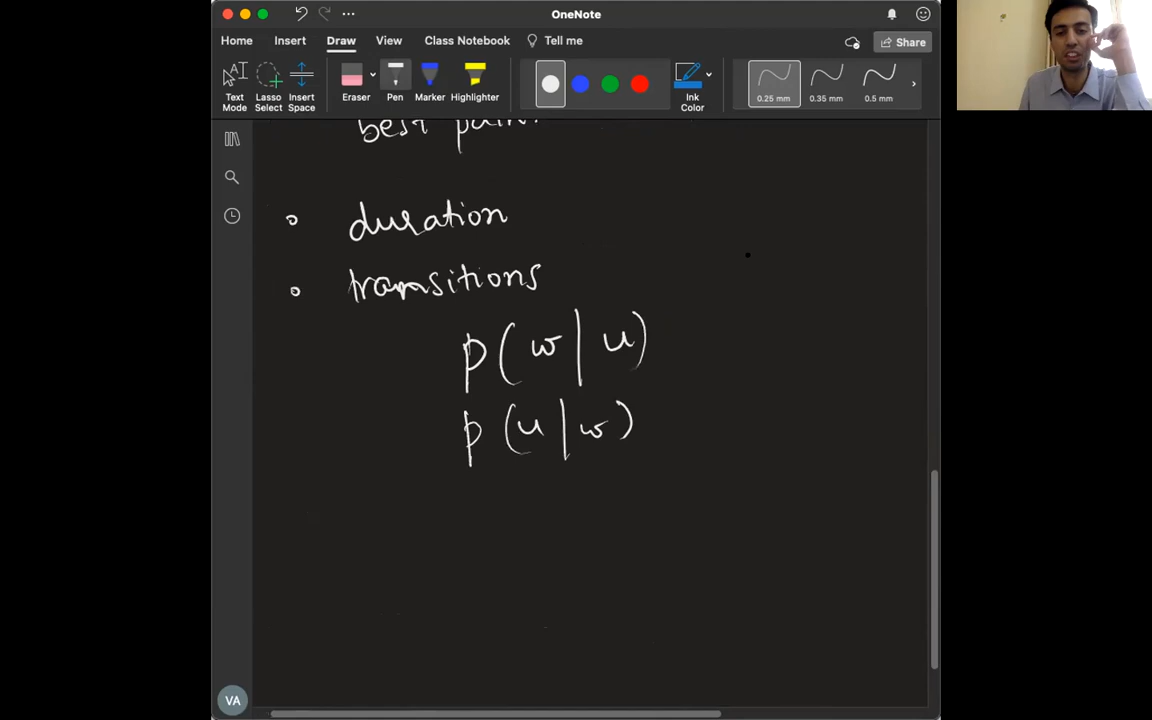 OneNote
Home Insert Draw View Class Notebook Tell me Share
Text Mode Lasso Select Insert Space Eraser Pen Marker Highlighter Ink Color 0.25 mm 0.35 mm 0.5 mm
best
duration
transitions
p(w|u)
p(u|w)
VA